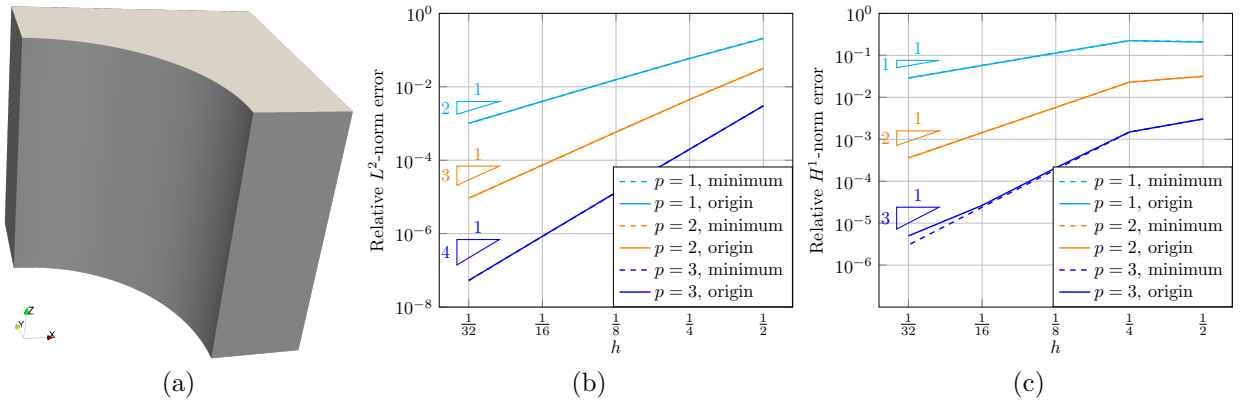 Z
Y
X
(a)
Relative $L^2$-norm error
10^0
10^{-2}
10^{-4}
10^{-6}
10^{-8}
1
2
1
3
1
4
p = 1, minimum
p = 1, origin
p = 2, minimum
p = 2, origin
p = 3, minimum
p = 3, origin
1/32 1/16 1/8 1/4 1/2
h
(b)
Relative $H^1$-norm error
10^0
10^{-1}
10^{-2}
10^{-3}
10^{-4}
10^{-5}
10^{-6}
1
1
1
2
1
3
p = 1, minimum
p = 1, origin
p = 2, minimum
p = 2, origin
p = 3, minimum
p = 3, origin
1/32 1/16 1/8 1/4 1/2
h
(c)